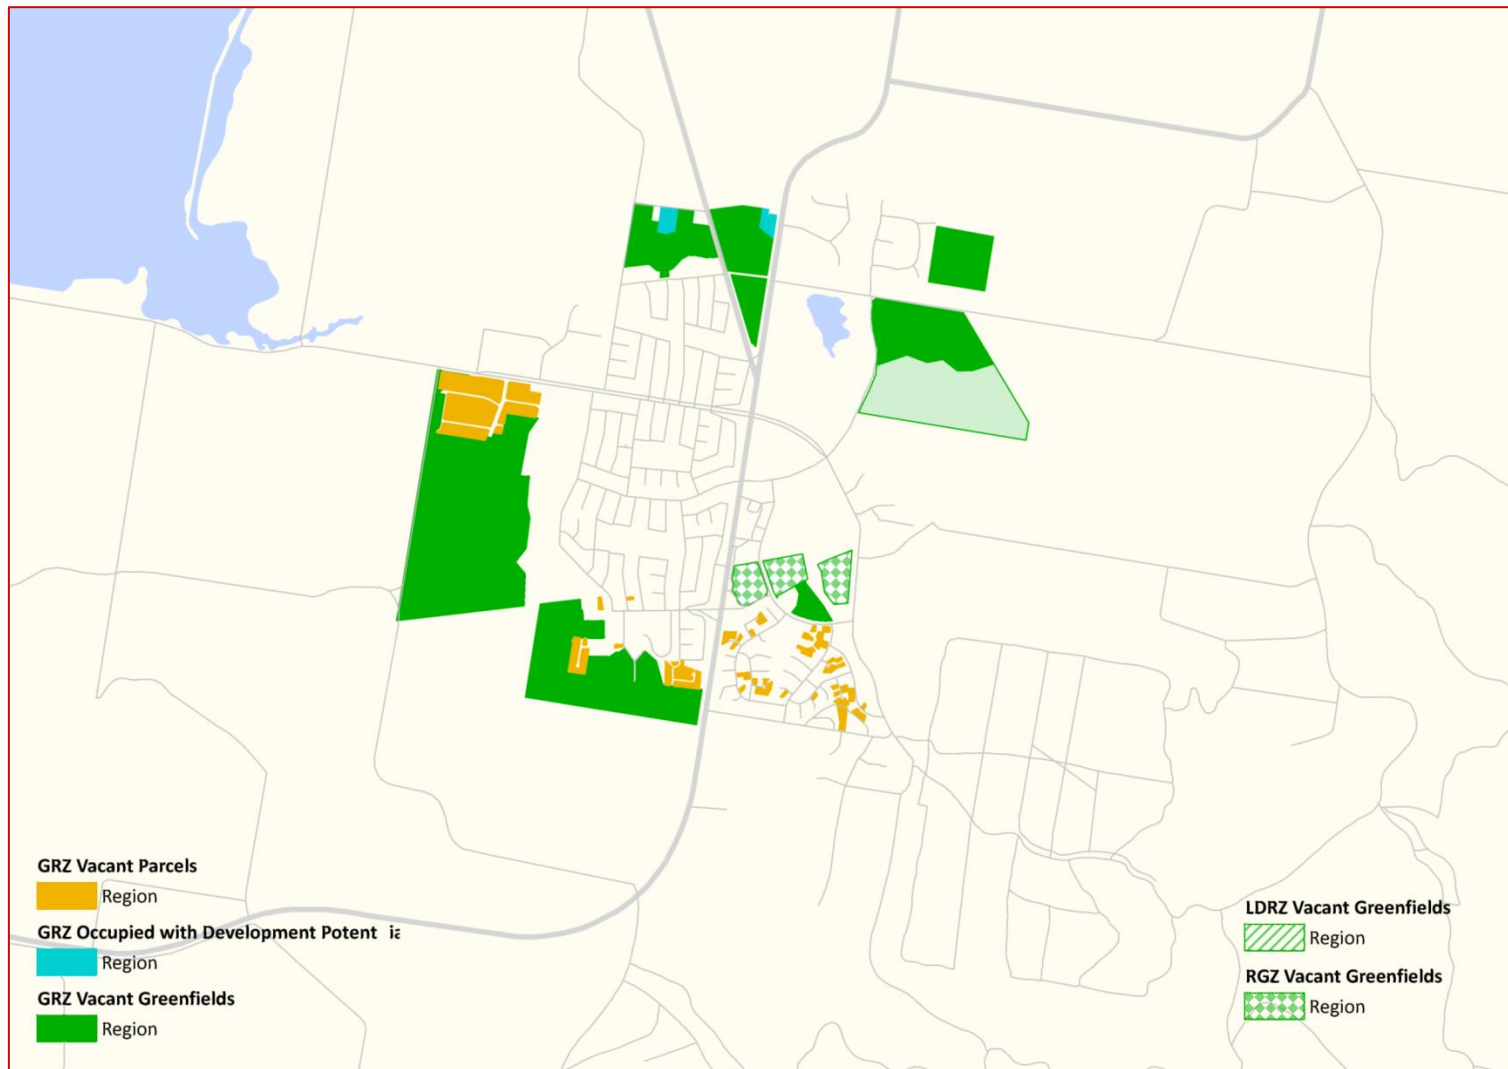 GRZ Vacant Parcels
Region
GRZ Occupied with Development Potent ia
Region
GRZ Vacant Greenfields
Region
LDRZ Vacant Greenfields
Region
RGZ Vacant Greenfields
Region